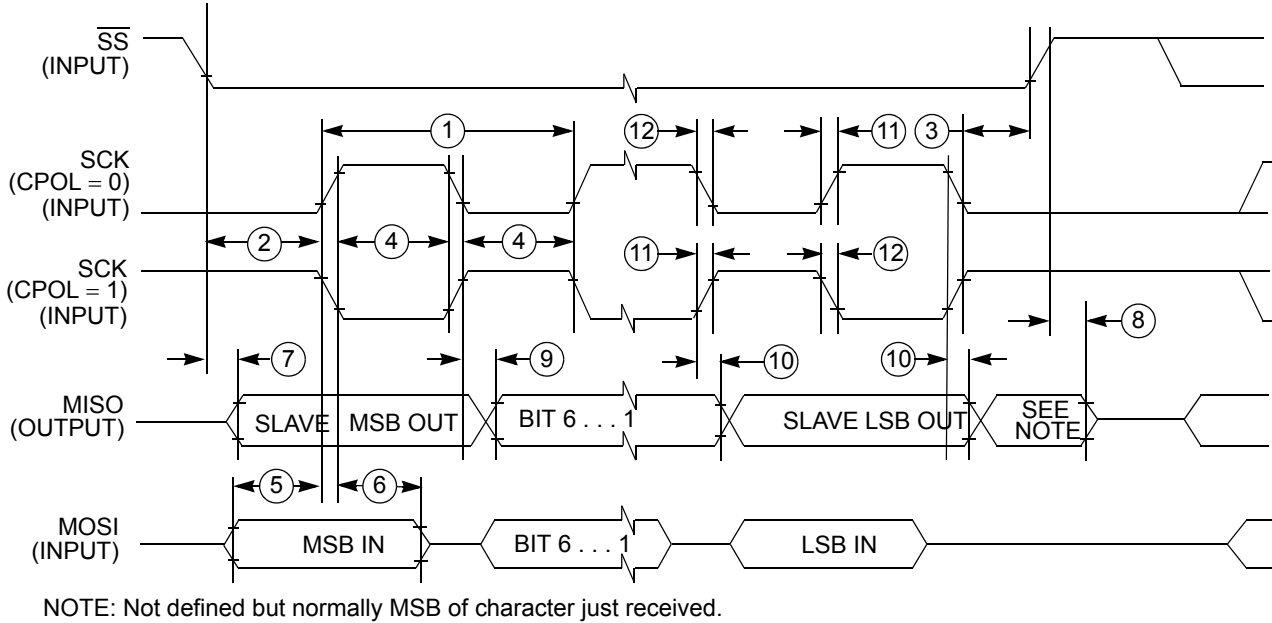 SS
(INPUT)
1
12
11
3
SCK
(CPOL = 0)
(INPUT)
2
4
4
11
12
SCK
(CPOL = 1)
(INPUT)
8
7
9
10
10
MISO
(OUTPUT)
SLAVE MSB OUT
BIT 6 . . . 1
SLAVE LSB OUT
SEE
NOTE
5
6
MOSI
(INPUT)
MSB IN
BIT 6 . . . 1
LSB IN
NOTE: Not defined but normally MSB of character just received.